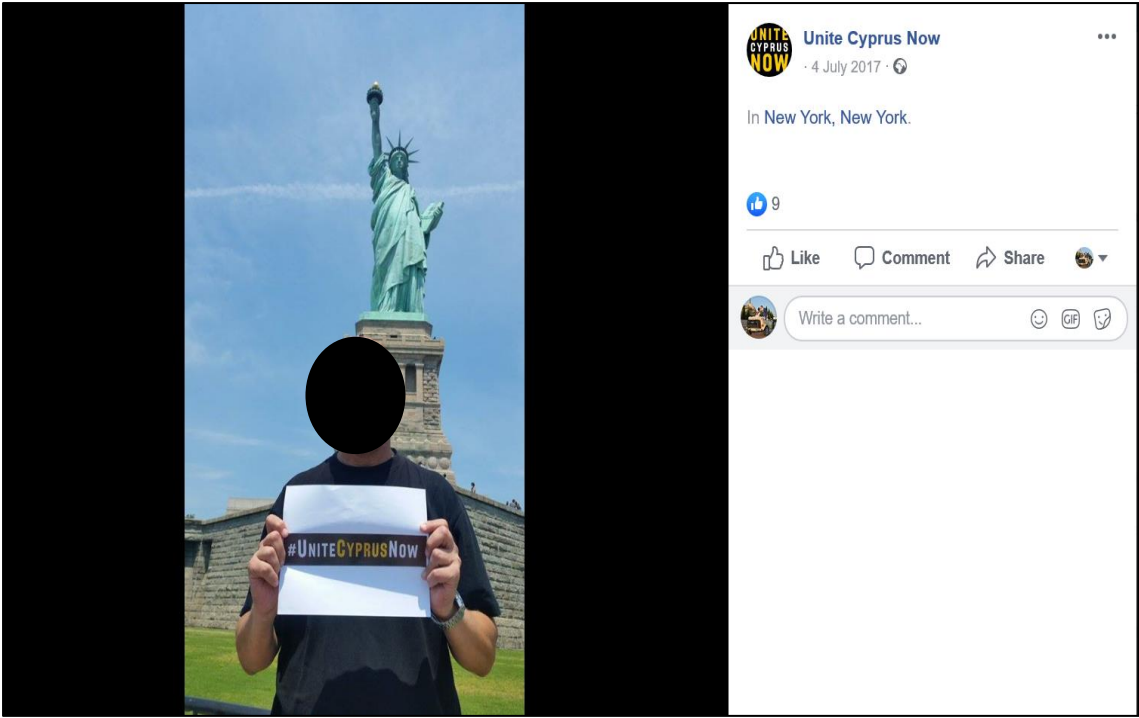 UNITE
CYPRUS
NOW
Unite Cyprus Now
· 4 July 2017 ·
In New York, New York.
9
Like
Comment
Share
Write a comment...
GIF
#UNITECYPRUSNOW